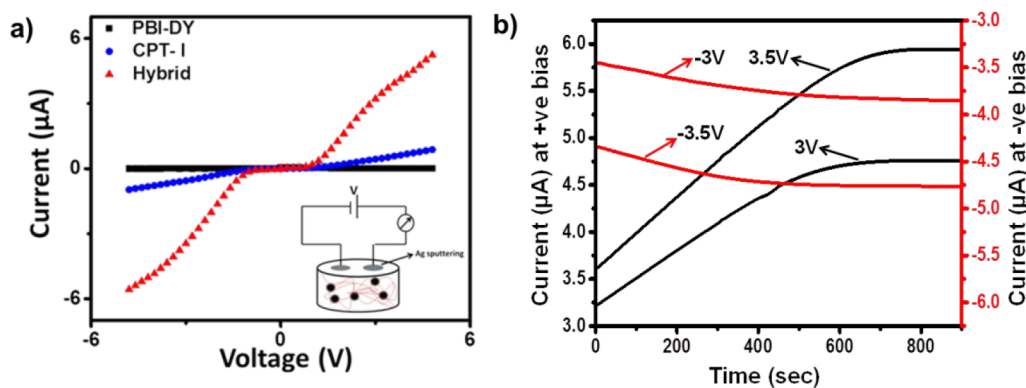 a)
PBI-DY
CPT- I
Hybrid
6
0
-6
Current (µA)
-6
0
6
Voltage (V)
V
Ag sputtering
b)
6.0
5.5
5.0
4.5
4.0
3.5
3.0
Current (µA) at +ve bias
-3V
3.5V
-3.5V
3V
0
200
400
600
800
Time (sec)
-3.0
-3.5
-4.0
-4.5
-5.0
-5.5
-6.0
Current (µA) at -ve bias